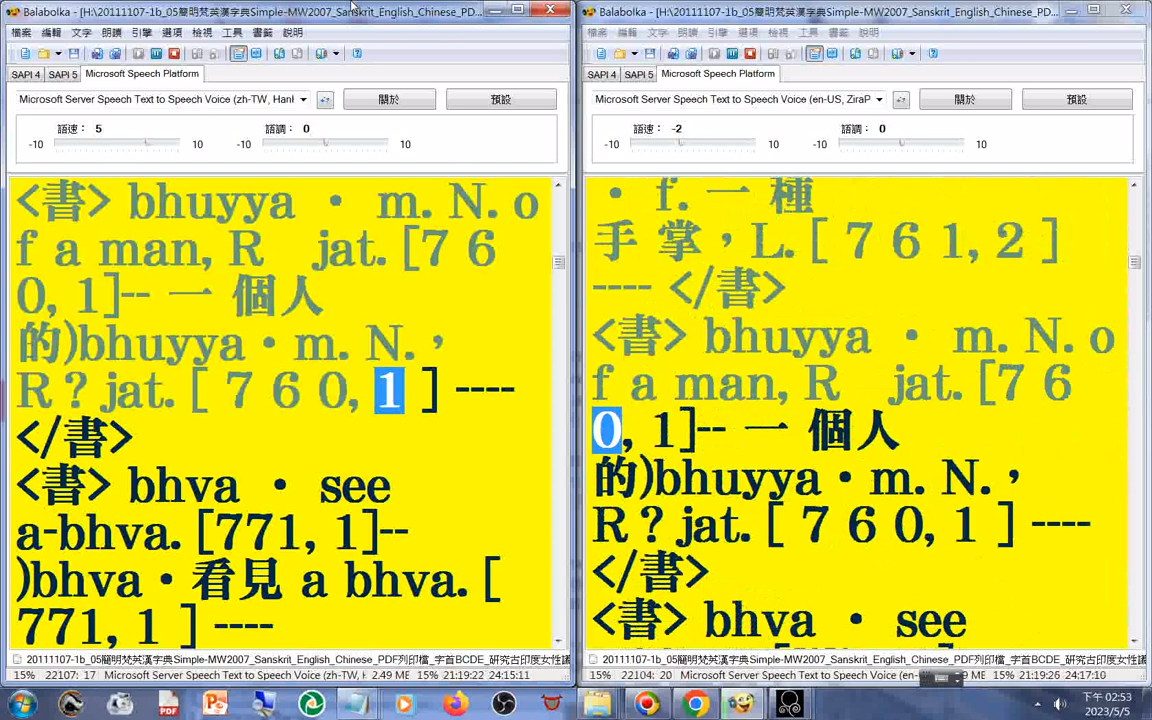 Balabolka - [H:\20111107-1b_05簡明梵英漢字典Simple-MW2007_Sanskrit_English_Chinese_PD...
檔案 編輯 文字 朗讀 引擎 選項 檢視 工具 書籤 說明
SAPI 4 SAPI 5 Microsoft Speech Platform
Microsoft Server Speech Text to Speech Voice (zh-TW, Hanl 關於 預設
語速： 5 語調： 0
-10 10 -10 10
<書> bhuyya ‧ m. N. o
f a man, R jat. [7 6
0, 1]-- 一 個人
的)bhuyya‧m. N.，
R？jat. [ 7 6 0, 1 ] ----
</書>
<書> bhva ‧ see
a-bhva. [771, 1]--
)bhva‧看見 a bhva. [
771, 1 ] ----
20111107-1b_05簡明梵英漢字典Simple-MW2007_Sanskrit_English_Chinese_PDF列印檔_字首BCDE_研究古印度女性議
15% 22107: 17 Microsoft Server Speech Text to Speech Voice (zh-TW, H 2.49 ME 15% 21:19:22 24:15:11
Balabolka - [H:\20111107-1b_05簡明梵英漢字典Simple-MW2007_Sanskrit_English_Chinese_PD...
檔案 編輯 文字 朗讀 引擎 選項 檢視 工具 書籤 說明
SAPI 4 SAPI 5 Microsoft Speech Platform
Microsoft Server Speech Text to Speech Voice (en-US, ZiraP 關於 預設
語速： -2 語調： 0
-10 10 -10 10
‧ f. 一 種
手 掌，L. [ 7 6 1, 2 ]
---- </書>
<書> bhuyya ‧ m. N. o
f a man, R jat. [7 6
0, 1]-- 一 個人
的)bhuyya‧m. N.，
R？jat. [ 7 6 0, 1 ] ----
</書>
<書> bhva ‧ see
20111107-1b_05簡明梵英漢字典Simple-MW2007_Sanskrit_English_Chinese_PDF列印檔_字首BCDE_研究古印度女性議
15% 22104: 20 Microsoft Server Speech Text to Speech Voice (en- 15% 21:19:26 24:17:10
下午 02:53
2023/5/5